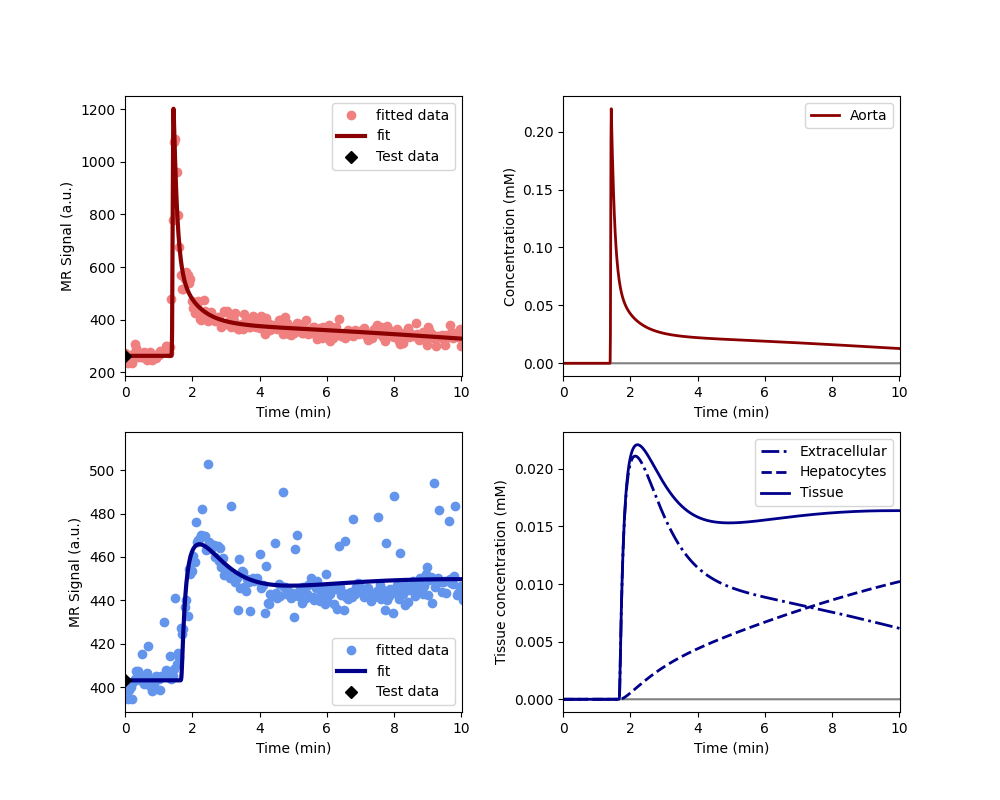 MR Signal (a.u.)
1200
1000
800
600
400
200
0 2 4 6 8 10
Time (min)
fitted data
fit
Test data
Concentration (mM)
0.20
0.15
0.10
0.05
0.00
0 2 4 6 8 10
Time (min)
Aorta
MR Signal (a.u.)
500
480
460
440
420
400
0 2 4 6 8 10
Time (min)
fitted data
fit
Test data
Tissue concentration (mM)
0.020
0.015
0.010
0.005
0.000
0 2 4 6 8 10
Time (min)
Extracellular
Hepatocytes
Tissue